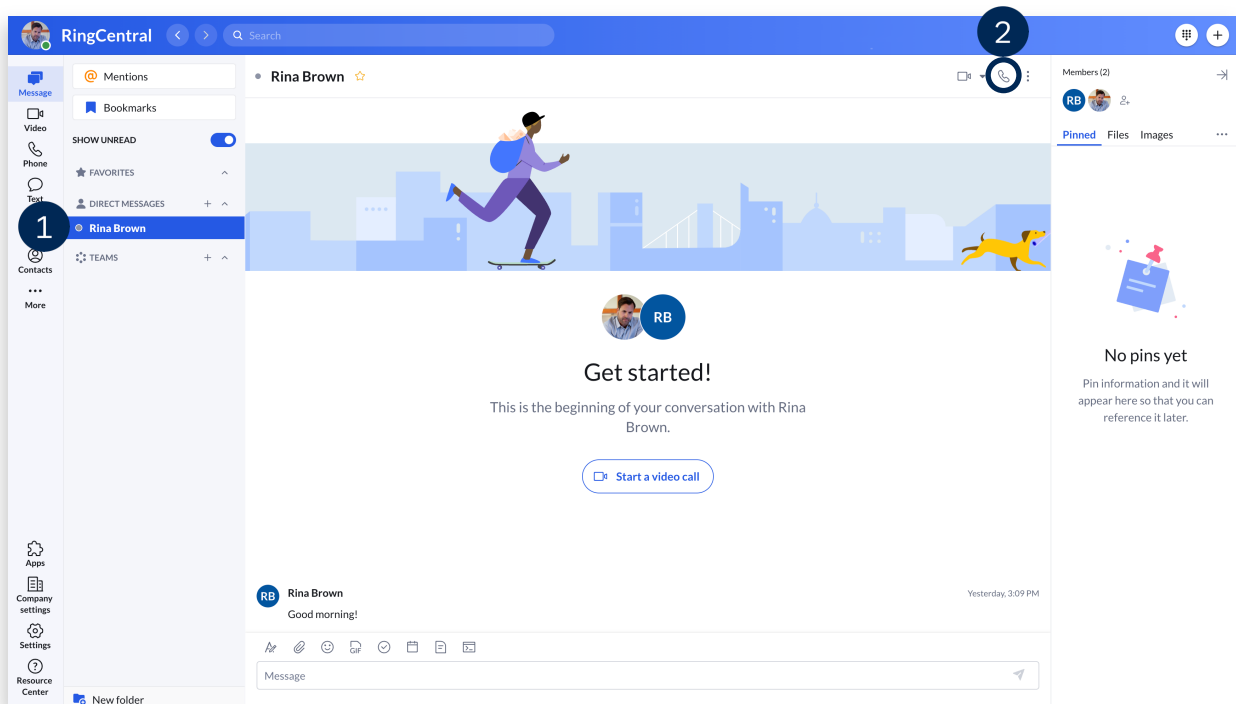 RingCentral
Search
2
Message
Video
Phone
Text
1
Contacts
More
Apps
Company
settings
Settings
Resource
Center
@ Mentions
Bookmarks
SHOW UNREAD
FAVORITES
DIRECT MESSAGES
Rina Brown
TEAMS
New folder
Rina Brown
RB
Get started!
This is the beginning of your conversation with Rina
Brown.
Start a video call
RB
Rina Brown
Yesterday, 3:09 PM
Good morning!
GIF
Message
Members (2)
RB
Pinned Files Images
No pins yet
Pin information and it will
appear here so that you can
reference it later.